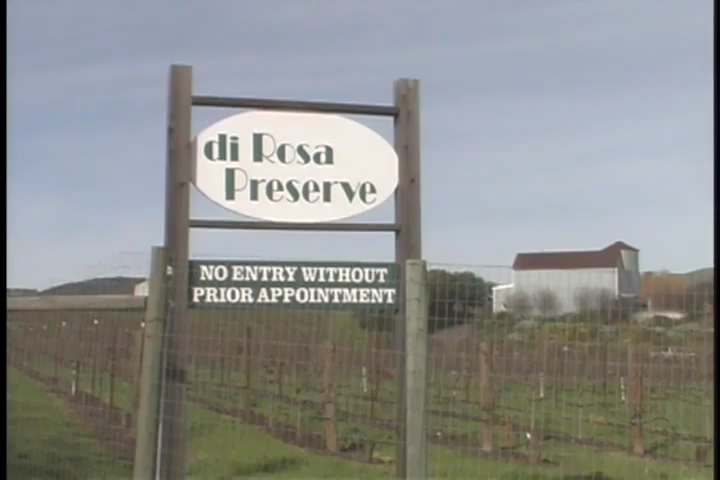 di Rosa
Preserve
NO ENTRY WITHOUT
PRIOR APPOINTMENT